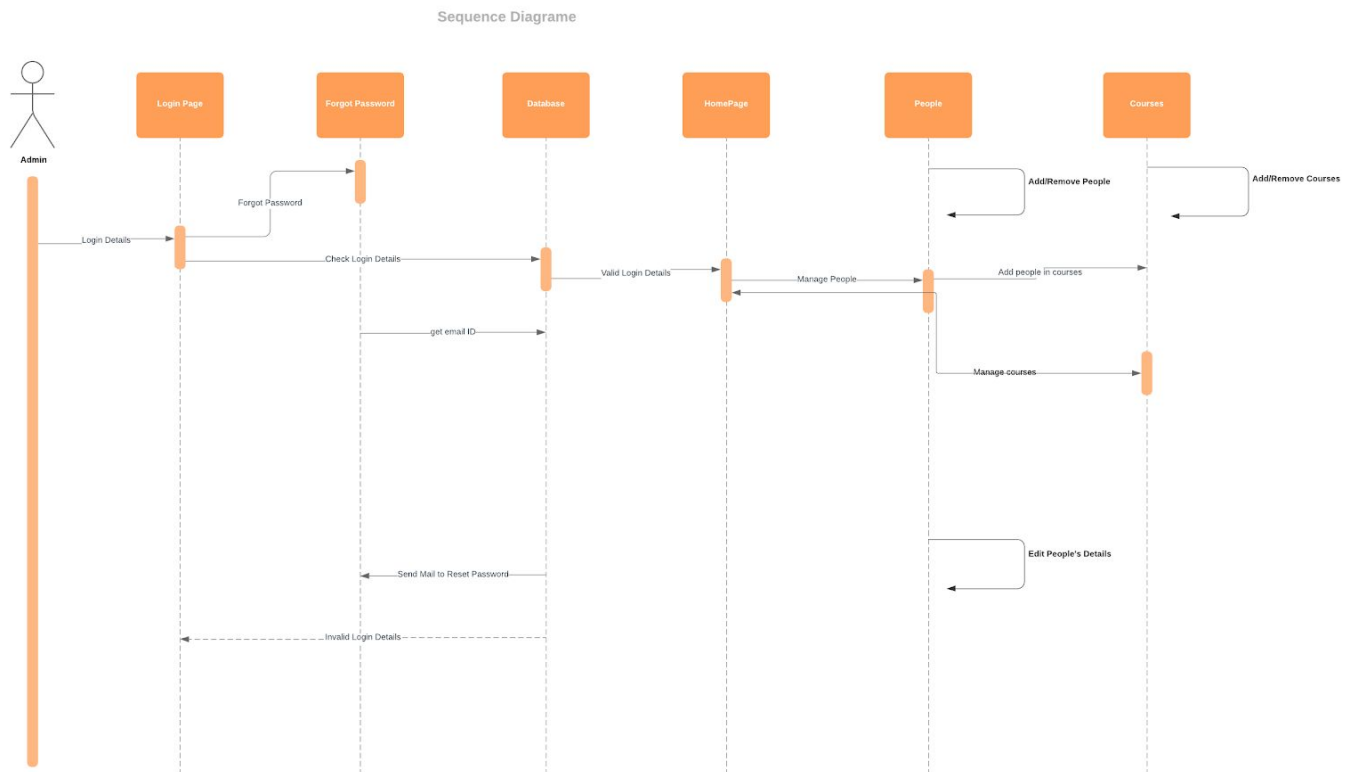 Sequence Diagrame
Login Page
Forgot Password
Database
HomePage
People
Courses
Admin
Add/Remove People
Add/Remove Courses
Forgot Password
Login Details
Check Login Details
Valid Login Details
Manage People
Add people in courses
get email ID
Manage courses
Edit People's Details
Send Mail to Reset Password
Invalid Login Details